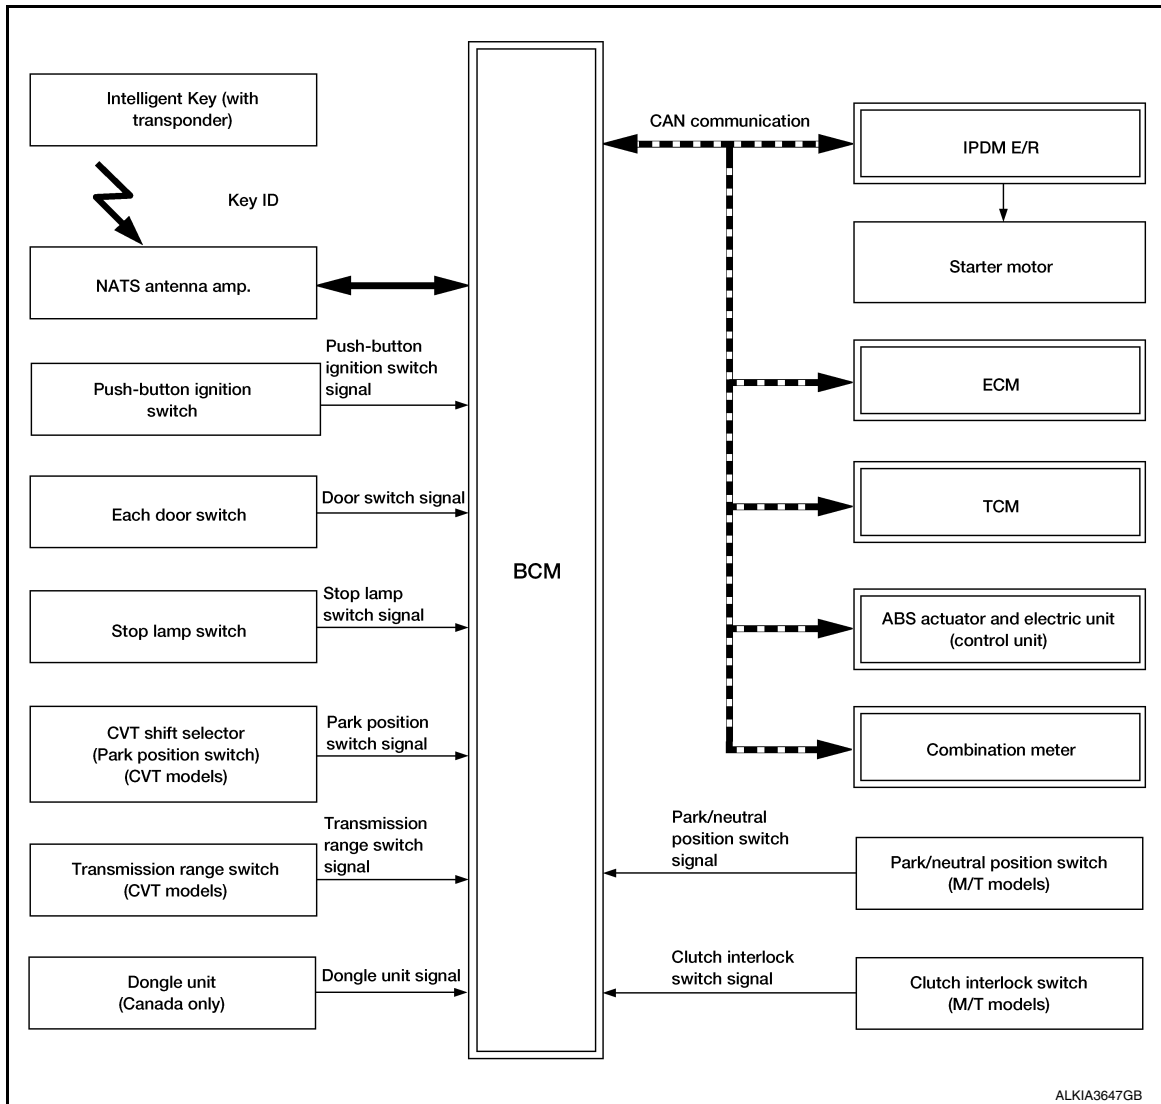 Intelligent Key (with
transponder)
Key ID
NATS antenna amp.
Push-button
ignition switch
signal
Push-button ignition
switch
Door switch signal
Each door switch
Stop lamp
switch signal
Stop lamp switch
Park position
switch signal
CVT shift selector
(Park position switch)
(CVT models)
Transmission
range switch
signal
Transmission range switch
(CVT models)
Dongle unit signal
Dongle unit
(Canada only)
BCM
CAN communication
IPDM E/R
Starter motor
ECM
TCM
ABS actuator and electric unit
(control unit)
Combination meter
Park/neutral
position switch
signal
Park/neutral position switch
(M/T models)
Clutch interlock
switch signal
Clutch interlock switch
(M/T models)
ALKIA3647GB